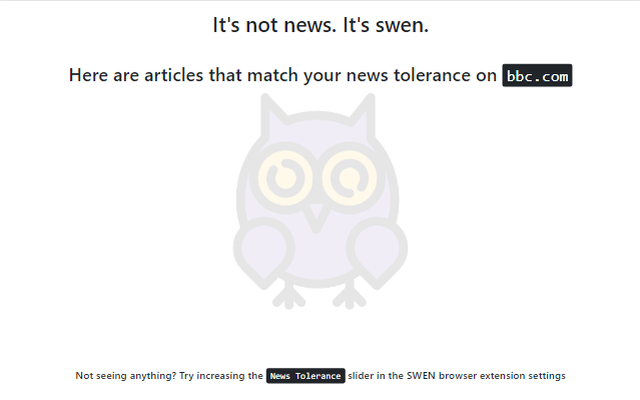 It's not news. It's swen.
Here are articles that match your news tolerance on bbc.com
Not seeing anything? Try increasing the News Tolerance slider in the SWEN browser extension settings